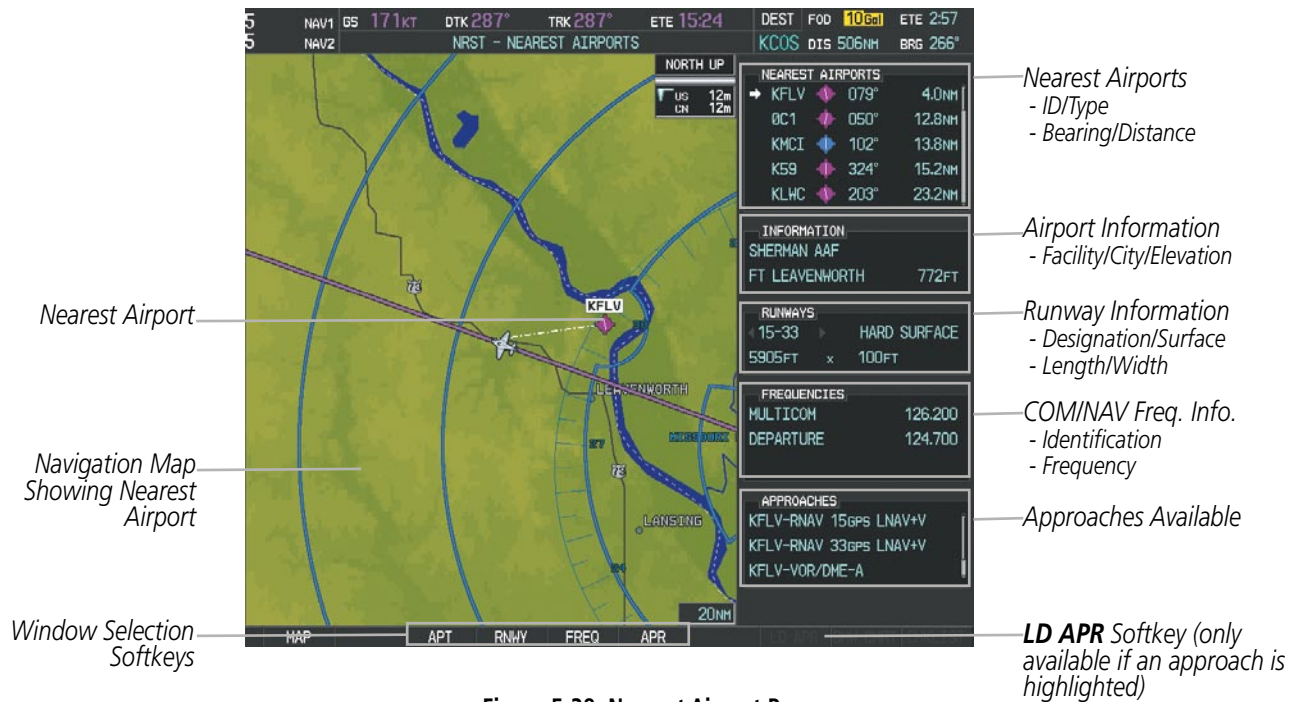 5 NAV1 GS 171KT DTK 287° TRK 287° ETE 15:24 DEST FOD 10Gal ETE 2:57
5 NAV2 NRST - NEAREST AIRPORTS KCOS DIS 506NM BRG 266°
NORTH UP
US 12m
CN 12m
KFLV
LEAVENWORTH
27
73
LANSING
24
20NM
NEAREST AIRPORTS
KFLV 079° 4.0NM
0C1 050° 12.8NM
KMCI 102° 13.8NM
K59 324° 15.2NM
KLWC 203° 23.2NM
INFORMATION
SHERMAN AAF
FT LEAVENWORTH 772FT
RUNWAYS
15-33 HARD SURFACE
5905FT x 100FT
FREQUENCIES
MULTICOM 126.200
DEPARTURE 124.700
APPROACHES
KFLV-RNAV 15GPS LNAV+V
KFLV-RNAV 33GPS LNAV+V
KFLV-VOR/DME-A
MAP APT RNWY FREQ APR LD APR
Nearest Airport
Navigation Map
Showing Nearest
Airport
Window Selection
Softkeys
Nearest Airports
- ID/Type
- Bearing/Distance
Airport Information
- Facility/City/Elevation
Runway Information
- Designation/Surface
- Length/Width
COM/NAV Freq. Info.
- Identification
- Frequency
Approaches Available
LD APR Softkey (only
available if an approach is
highlighted)